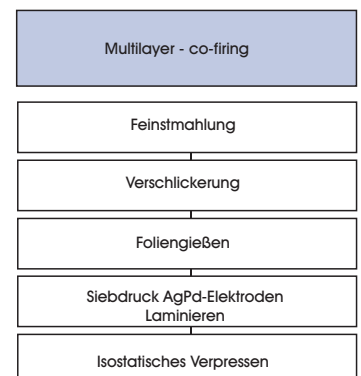 Multilayer - co-firing
Feinstmahlung
Verschlickerung
Foliengießen
Siebdruck AgPd-Elektroden
Laminieren
Isostatisches Verpressen